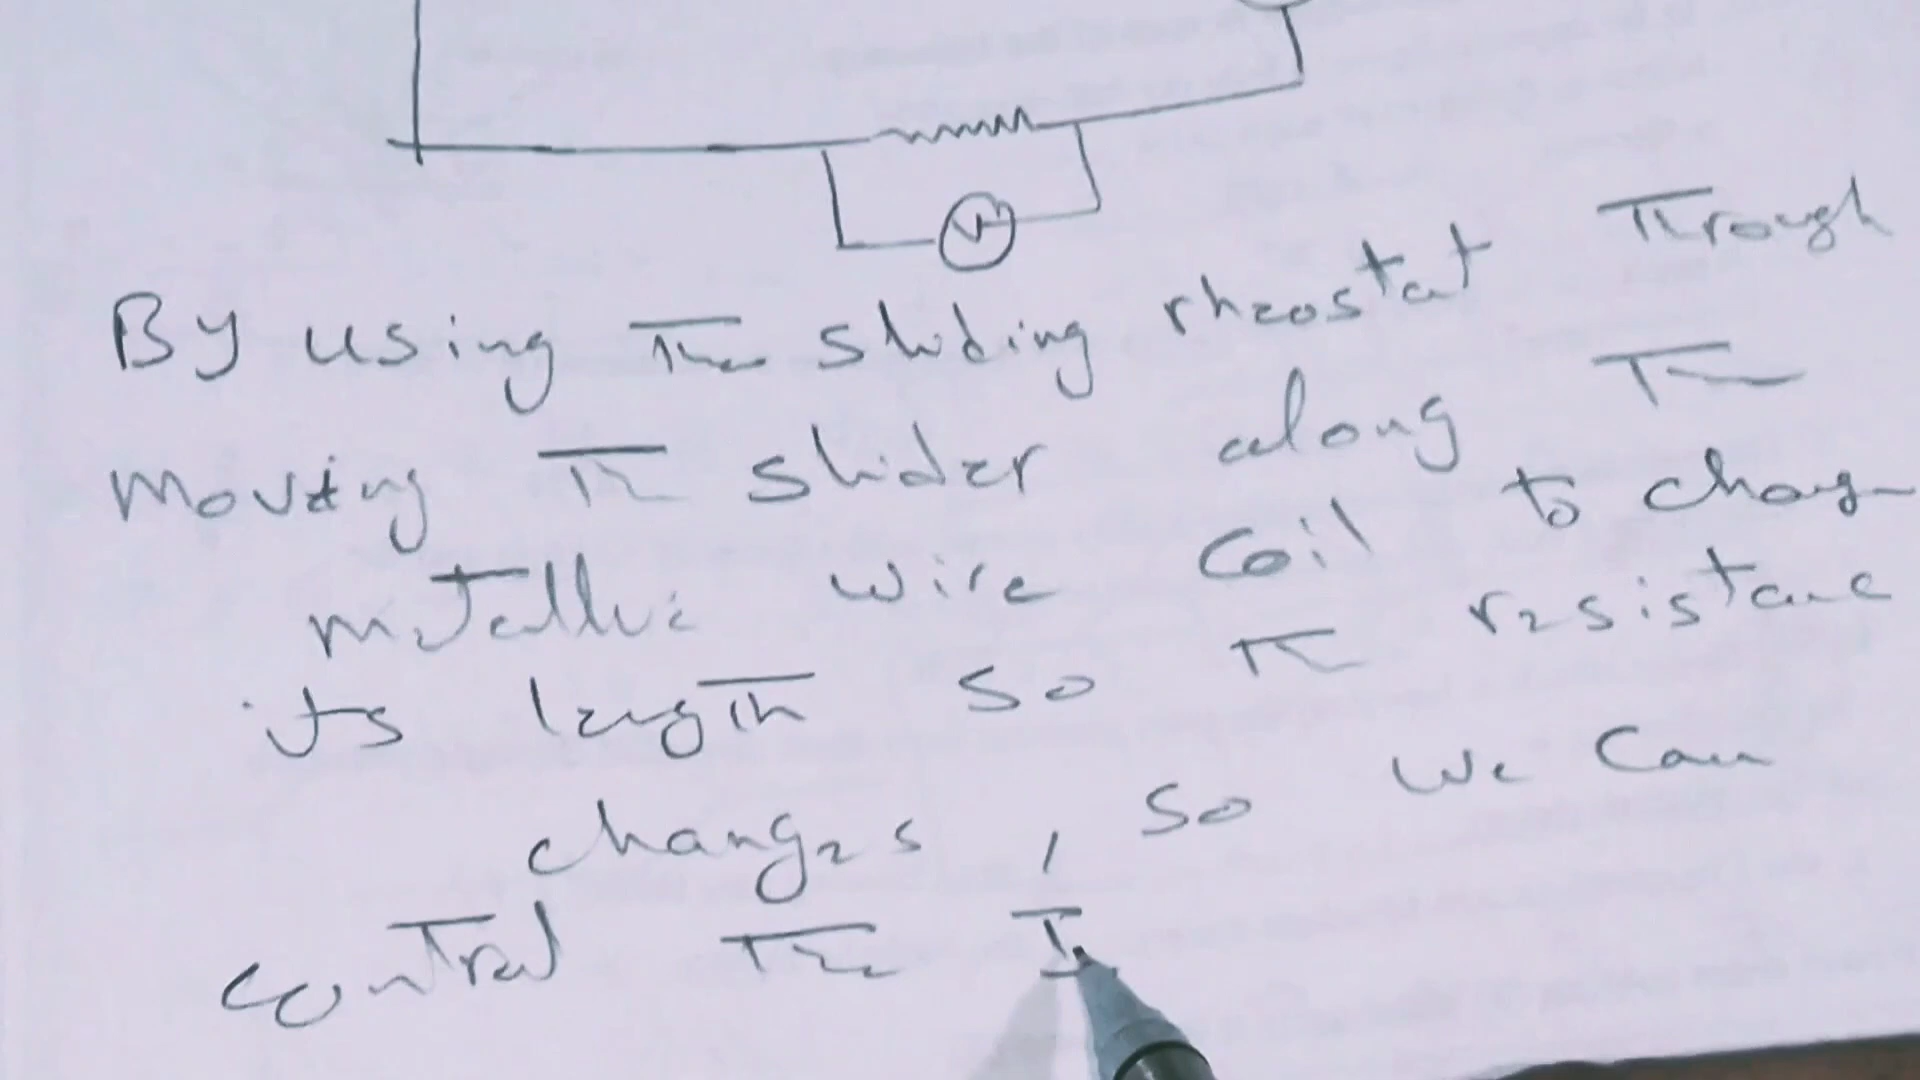 V
By using The sliding rheostat Through
moving The slider along The
metallic wire Coil to change
its length so The resistance
changes , so we can
control The I